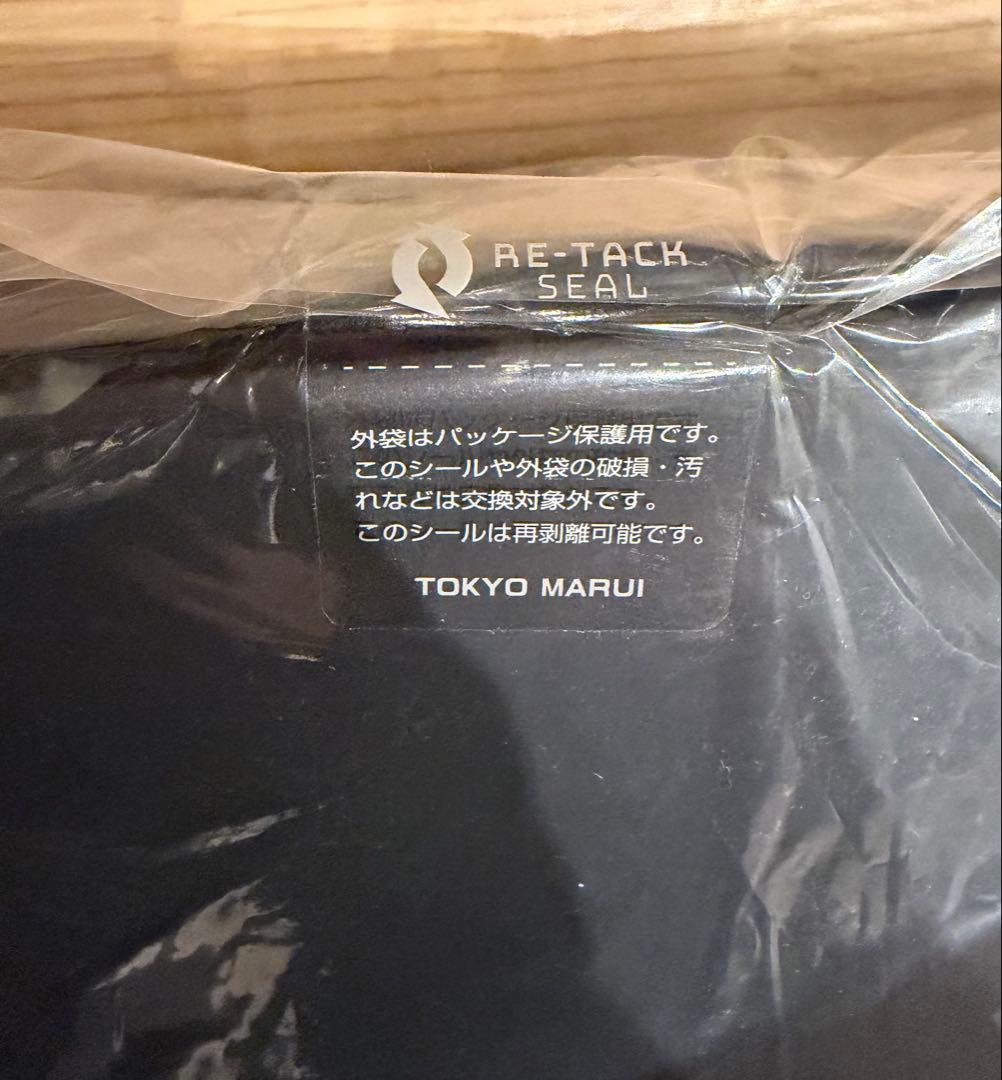 RE-TACK
SEAL
外袋はパッケージ保護用です。
このシールや外袋の破損・汚
れなどは交換対象外です。
このシールは再剥離可能です。
TOKYO MARUI